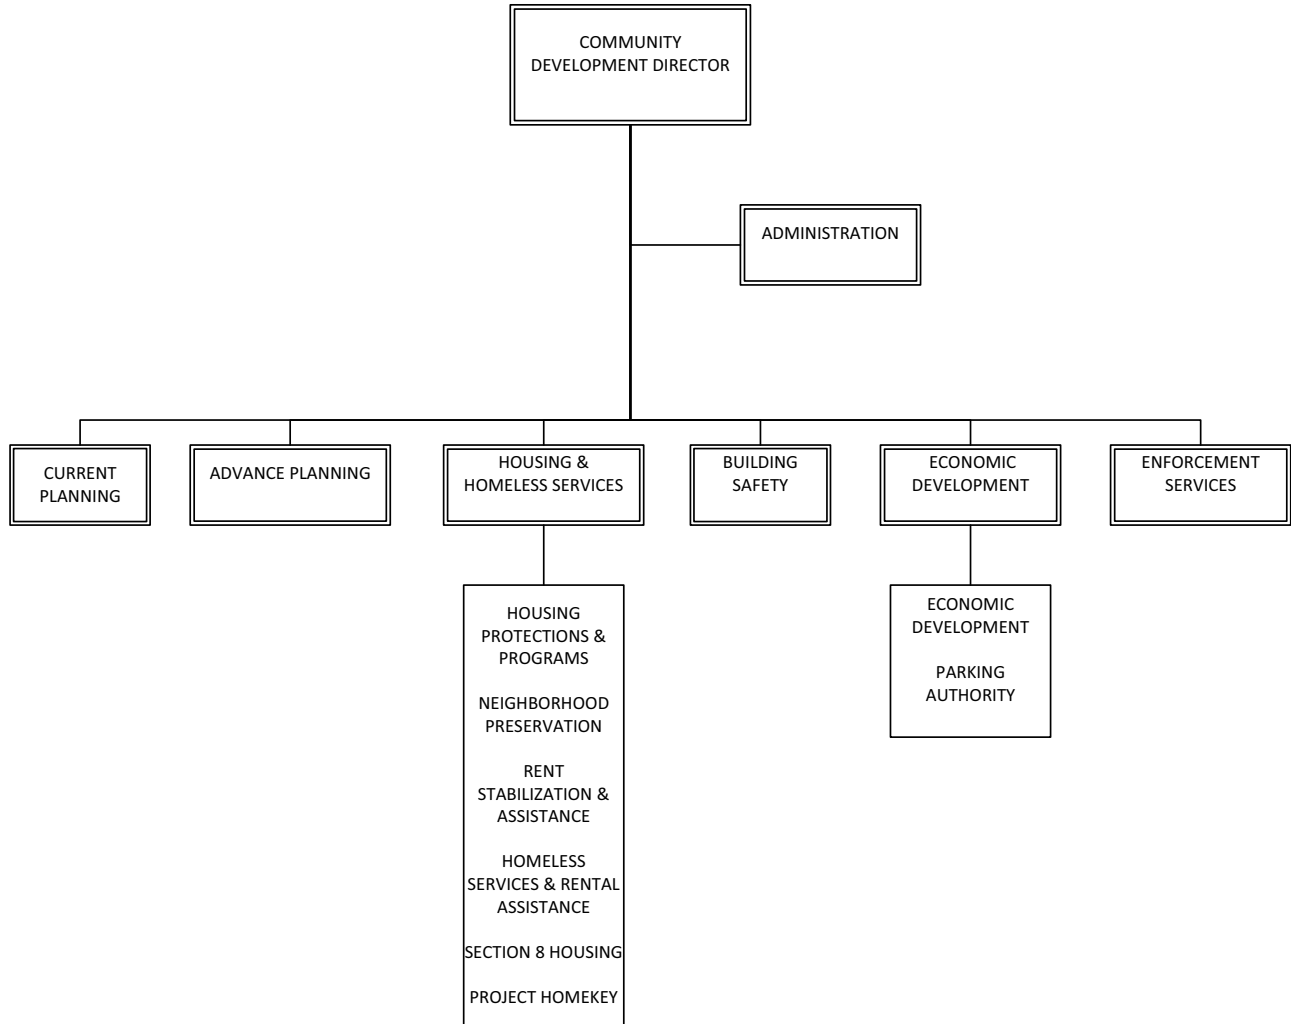 COMMUNITY
DEVELOPMENT DIRECTOR
ADMINISTRATION
CURRENT
PLANNING
ADVANCE PLANNING
HOUSING &
HOMELESS SERVICES
BUILDING
SAFETY
ECONOMIC
DEVELOPMENT
ENFORCEMENT
SERVICES
HOUSING
PROTECTIONS &
PROGRAMS
NEIGHBORHOOD
PRESERVATION
RENT
STABILIZATION &
ASSISTANCE
HOMELESS
SERVICES & RENTAL
ASSISTANCE
SECTION 8 HOUSING
PROJECT HOMEKEY
ECONOMIC
DEVELOPMENT
PARKING
AUTHORITY